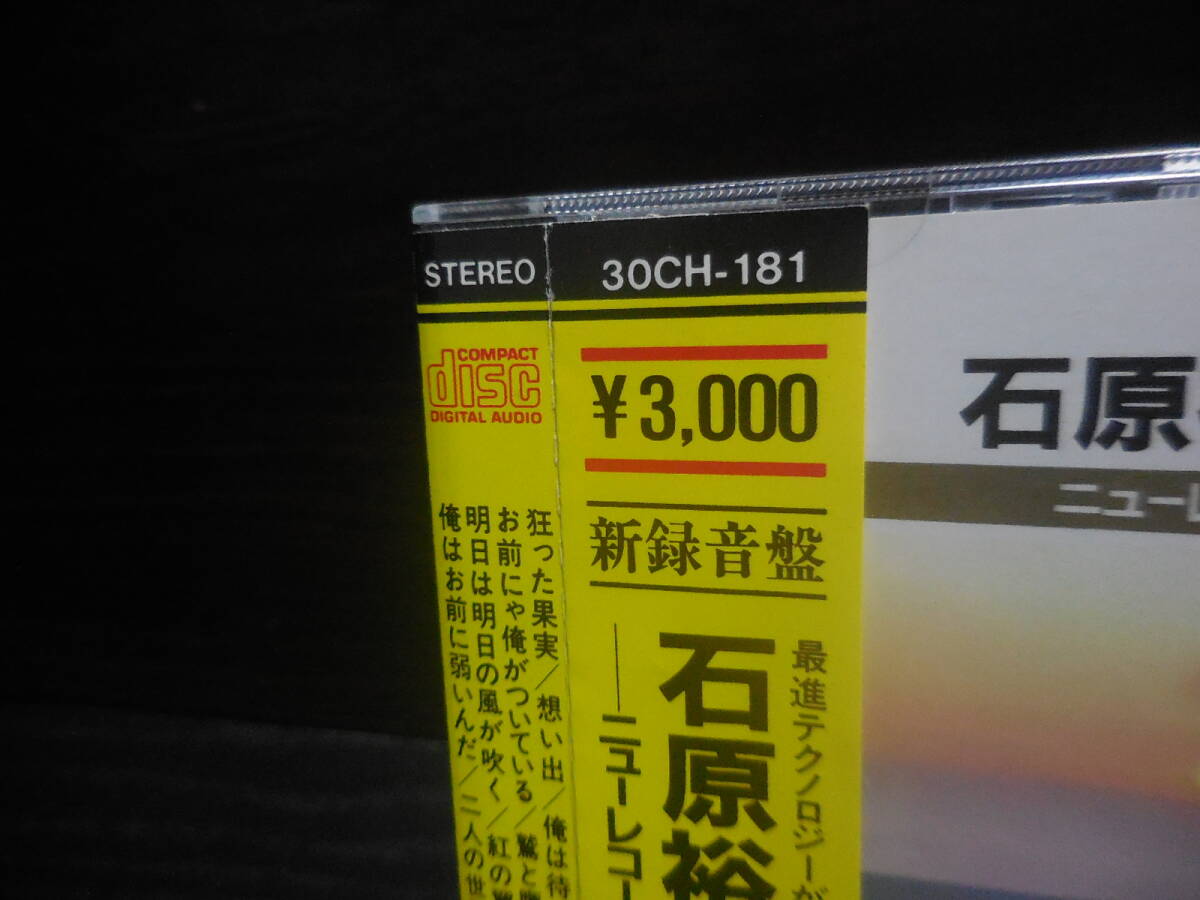 STEREO
30CH-181
COMPACT
disc
DIGITAL AUDIO
¥3,000
新録音盤
最進テクノロジーが
石原裕
ニューレコー
狂った果実/想い出/俺は待
お前にゃ俺がついている/鷲と
明日は明日の風が吹く/紅の
俺はお前に弱いんだ/二人の世
石原
ニューレ